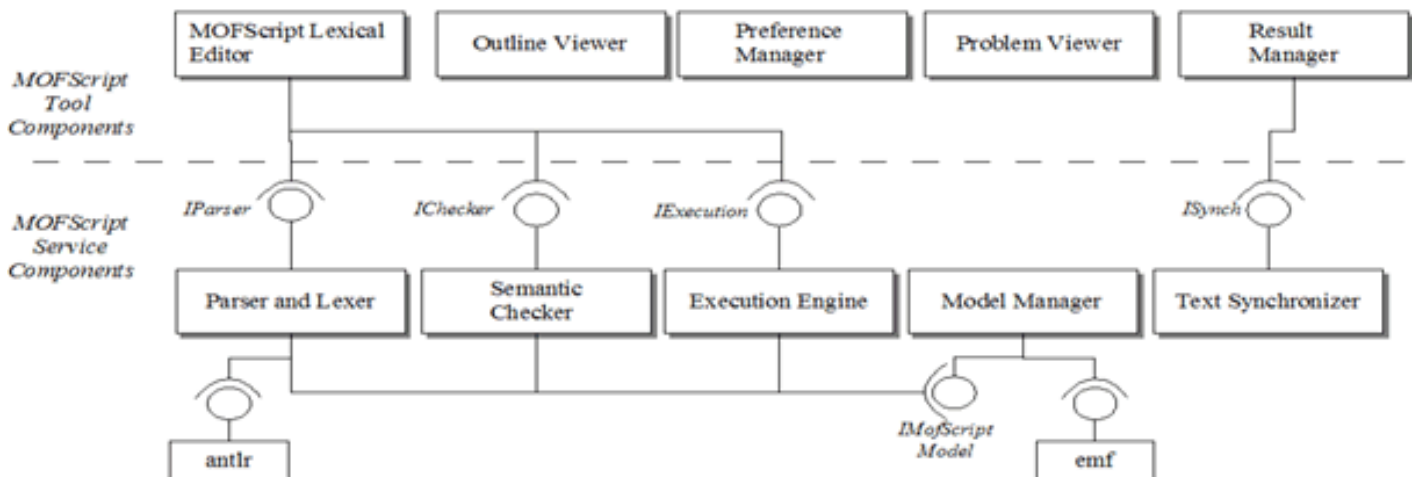 MOFScript Lexical
Editor
Outline Viewer
Preference
Manager
Problem Viewer
Result
Manager
MOFScript
Tool
Components
IParser
IChecker
IExecution
ISynch
MOFScript
Service
Components
Parser and Lexer
Semantic
Checker
Execution Engine
Model Manager
Text Synchronizer
IMofScript
Model
antlr
emf